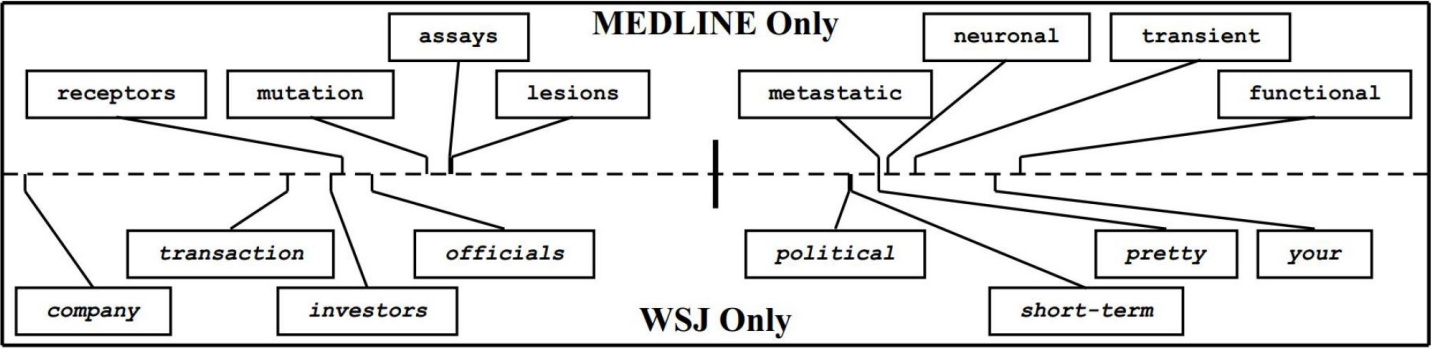 MEDLINE Only
assays
neuronal
transient
receptors
mutation
lesions
metastatic
functional
transaction
officials
political
pretty
your
company
investors
short-term
WSJ Only